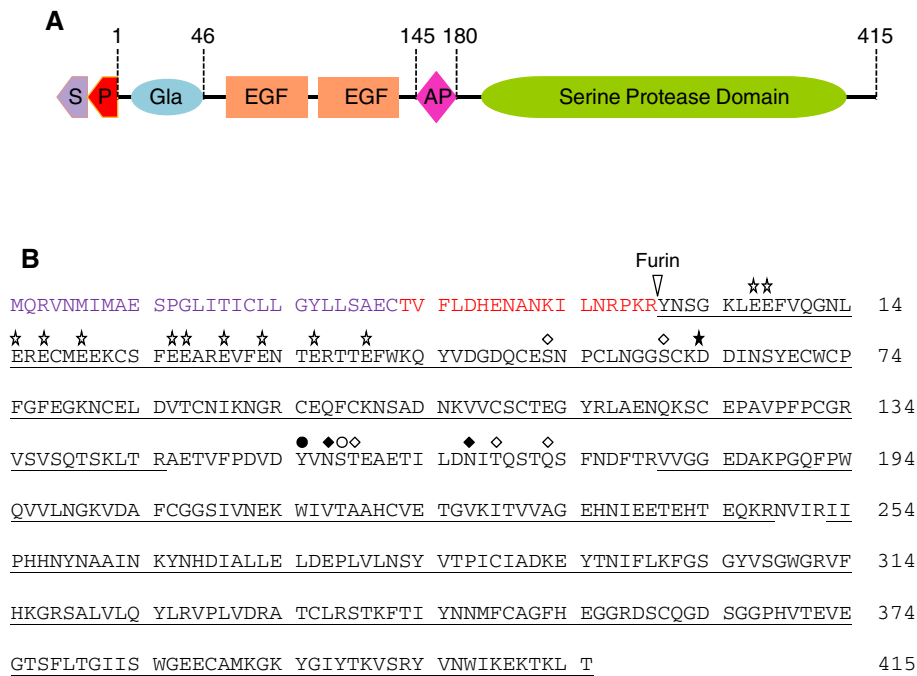 A
1 46 145 180 415
S P Gla EGF EGF AP Serine Protease Domain
B
Furin
MQRVNMIMAE SPGLITICLL GYLLSAECTV FLDHENANKI LNRPKRYNSG KLEEFVQGNL 14
ERECMEEKCS FEEAREVFEN TERTTEFWKQ YVDGDQCESN PCLNGGSCKD DINSYECWCP 74
FGFEGKNCEL DVTCNIKNGR CEQFCKNSAD NKVVCSCTEG YRLAENQKSC EPAVPFPCGR 134
VSVSQTSKLT RAETVFPDVD YVNSTEAETI LDNITQSTQS FNDFTRVVGG EDAKPGQFPW 194
QVVLNGKVDA FCGGSIVNEK WIVTAAHCVE TGVKITVVAG EHNIEETEHT EQKRNVIRII 254
PHHNYNAAIN KYNHDIALLE LDEPLVLNSY VTPICIADKE YTNIFLKFGS GYVSGWGRVF 314
HKGRSALVLQ YLRVPLVDRA TCLRSTKFTI YNNMFCAGFH EGGRDSCQGD SGGPHVTEVE 374
GTSFLTGIIS WGEECAMKGK YGIYTKVSRY VNWIKEKTKL T 415